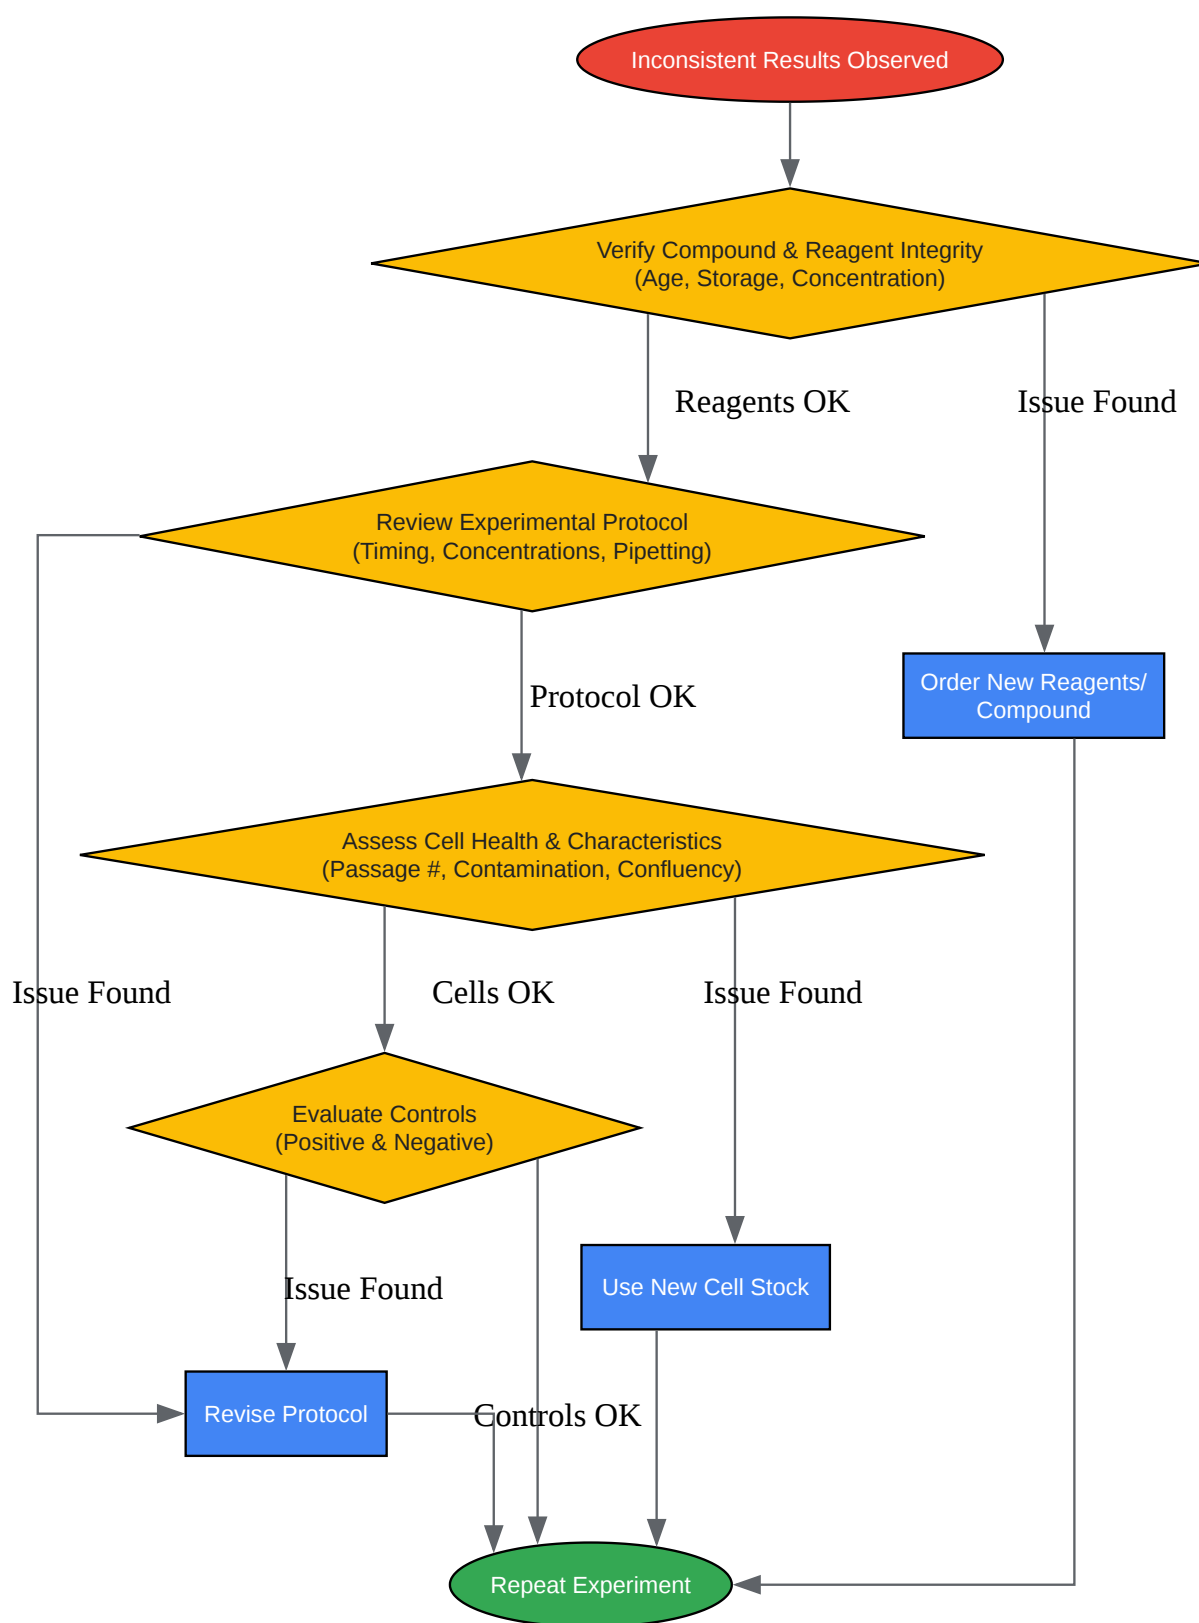 Inconsistent Results Observed
Verify Compound & Reagent Integrity
(Age, Storage, Concentration)
Reagents OK
Issue Found
Review Experimental Protocol
(Timing, Concentrations, Pipetting)
Protocol OK
Order New Reagents/
Compound
Assess Cell Health & Characteristics
(Passage #, Contamination, Confluency)
Issue Found
Cells OK
Issue Found
Evaluate Controls
(Positive & Negative)
Issue Found
Use New Cell Stock
Revise Protocol
Controls OK
Repeat Experiment